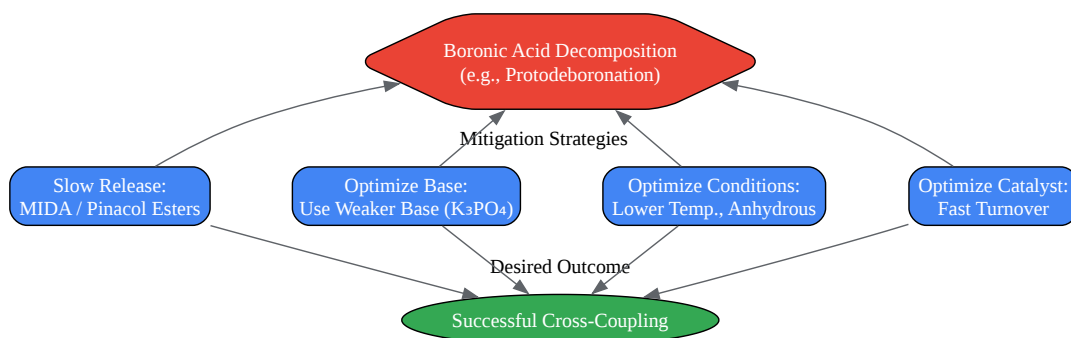 Boronic Acid Decomposition
(e.g., Protodeboronation)
Mitigation Strategies
Slow Release:
MIDA / Pinacol Esters
Optimize Base:
Use Weaker Base (K₃PO₄)
Optimize Conditions:
Lower Temp., Anhydrous
Optimize Catalyst:
Fast Turnover
Desired Outcome
Successful Cross-Coupling